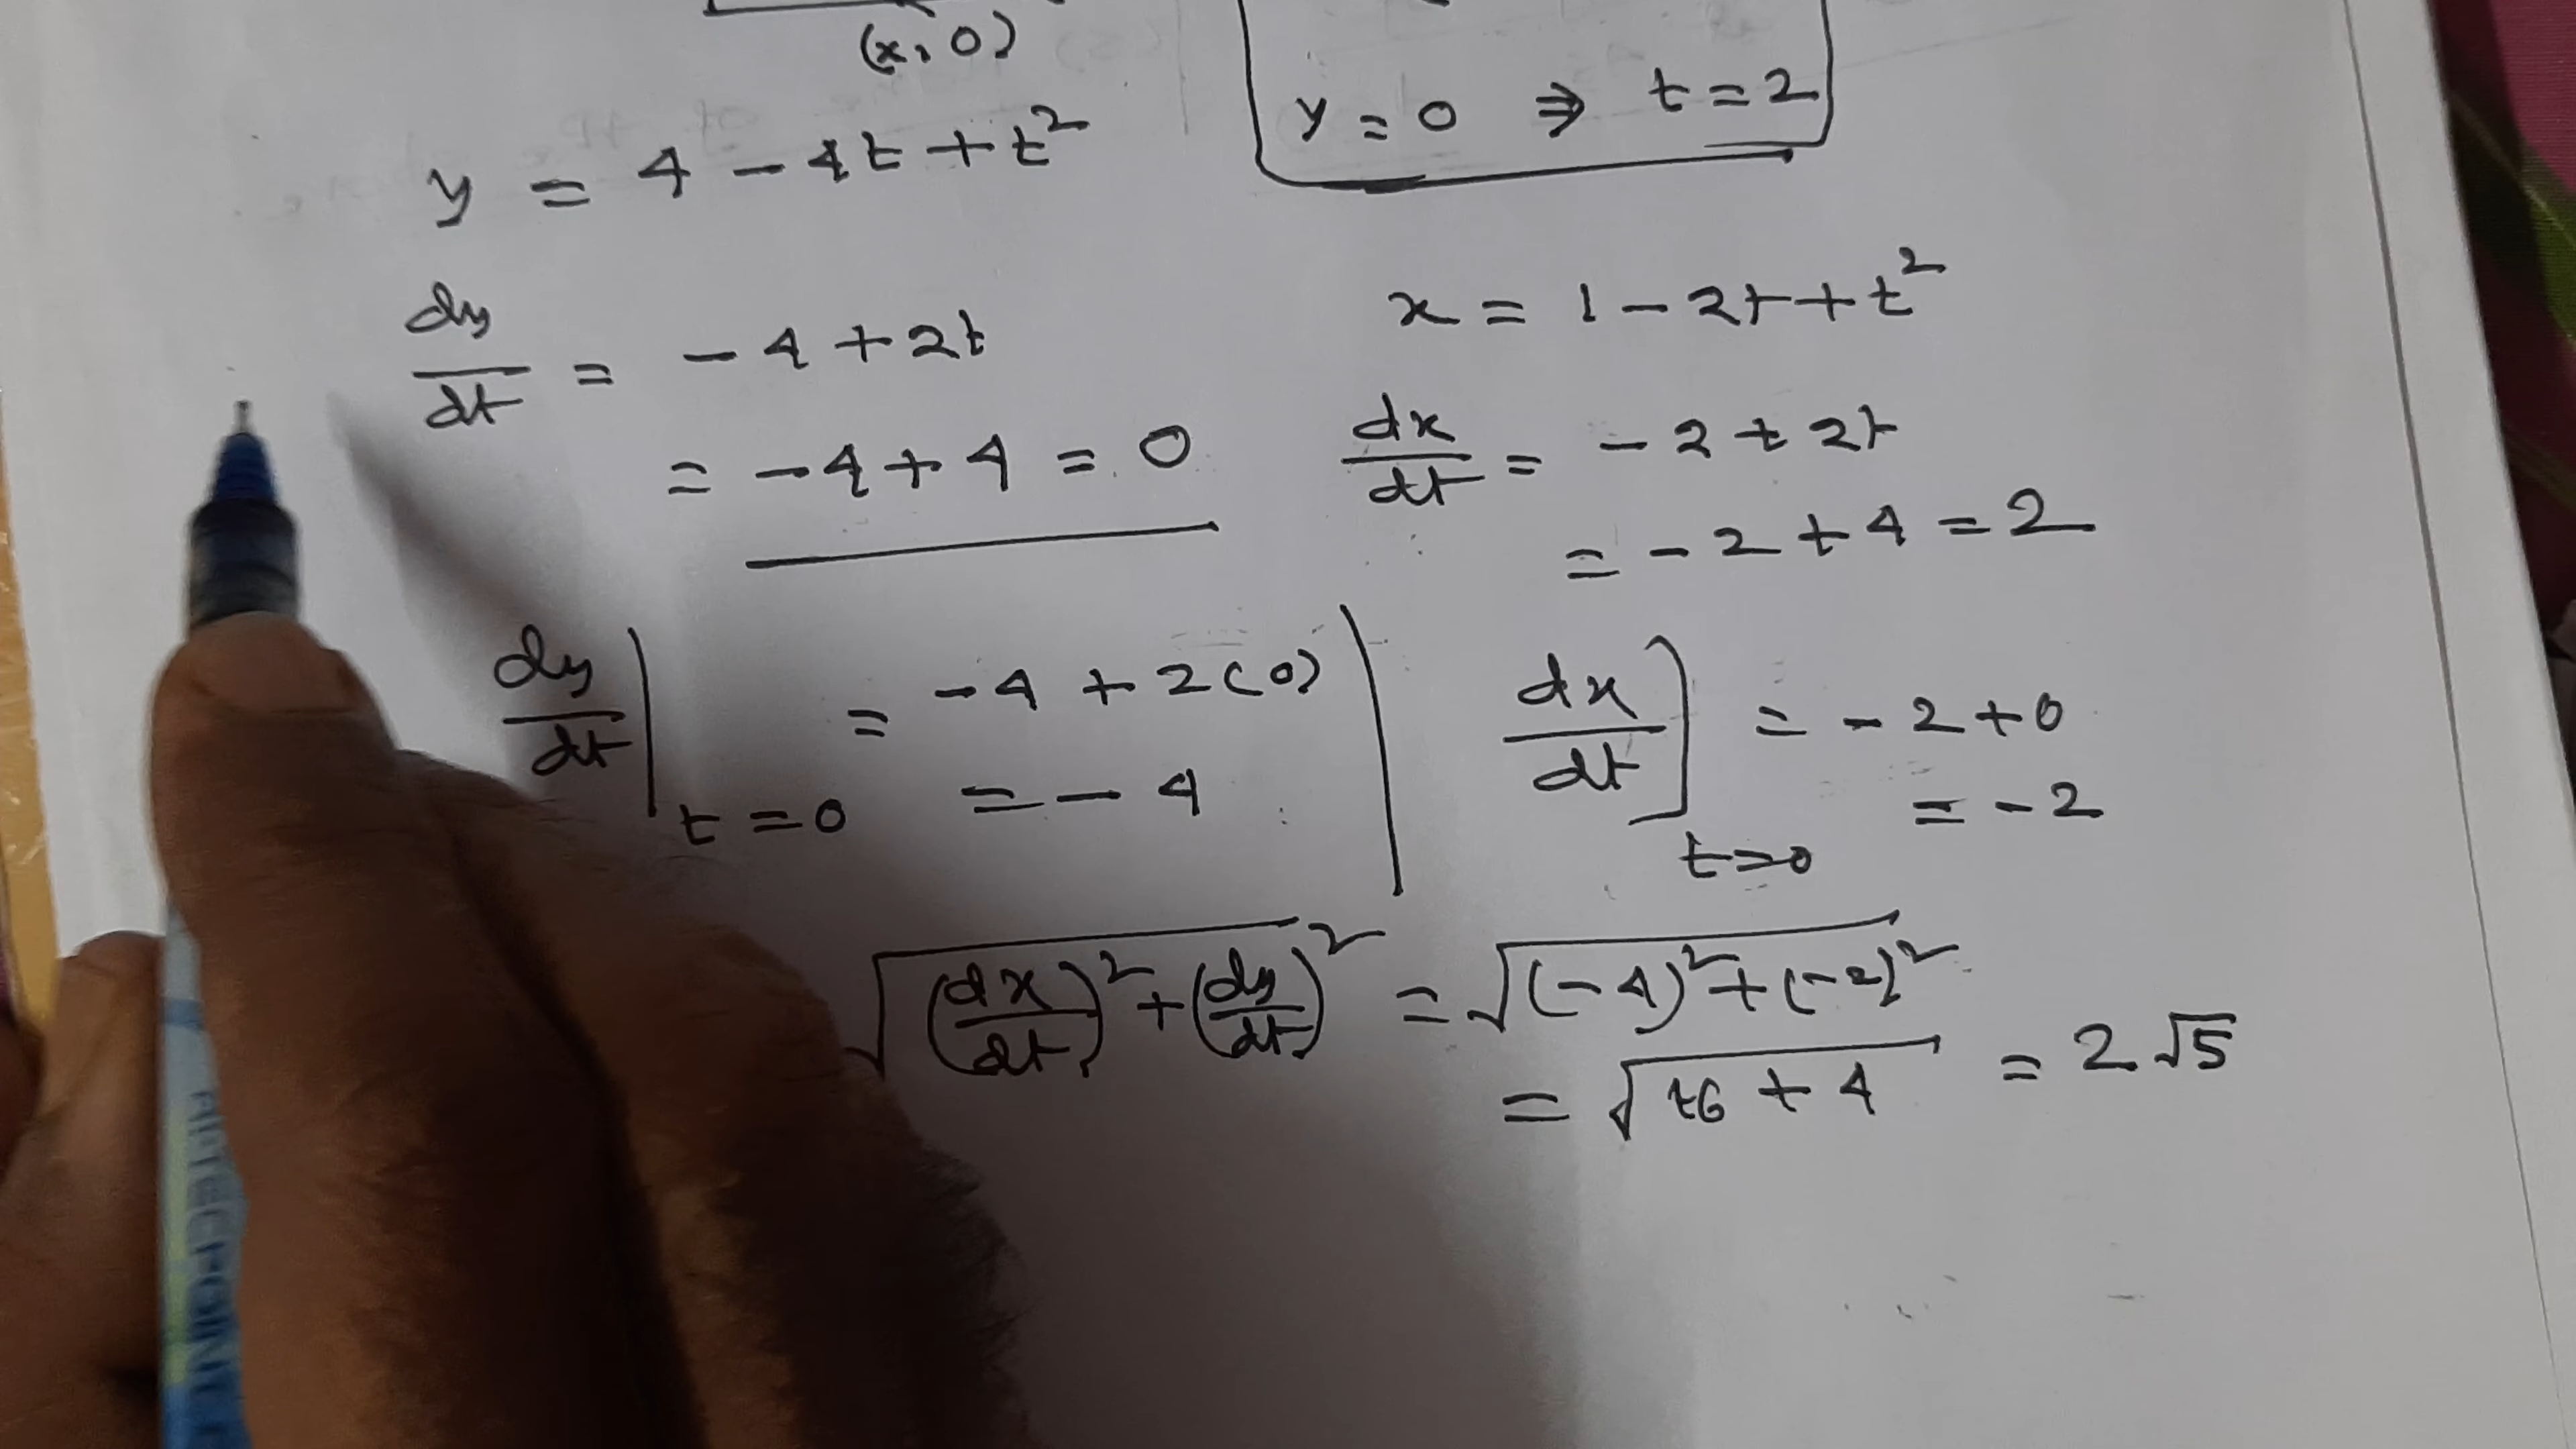 (x, 0)
y = 0 ⇒ t = 2
y = 4 - 4t + t²
dy/dt = -4 + 2t
= -4 + 4 = 0
x = 1 - 2t + t²
dx/dt = -2 + 2t
= -2 + 4 = 2
dy/dt | t = 0 = -4 + 2(0)
= -4
dx/dt ] t = 0 = -2 + 0
= -2
√(dx/dt)² + (dy/dt)² = √(-4)² + (-2)²
= √16 + 4 = 2√5